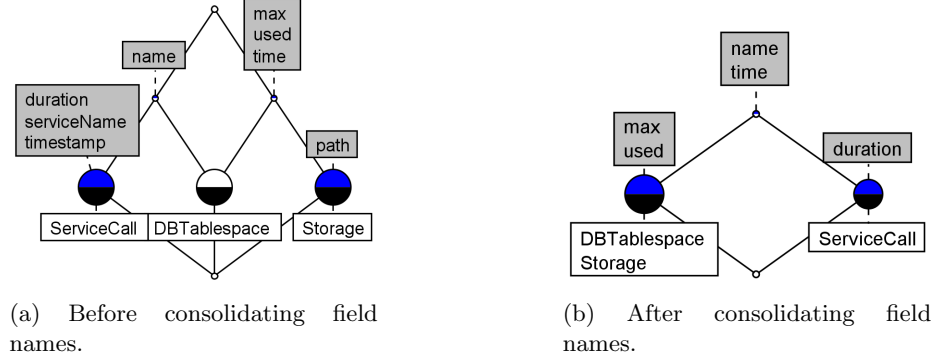 max
used
time
name
duration
serviceName
timestamp
path
ServiceCall
DBTablespace
Storage
(a) Before consolidating field
names.
name
time
max
used
duration
DBTablespace
Storage
ServiceCall
(b) After consolidating field
names.